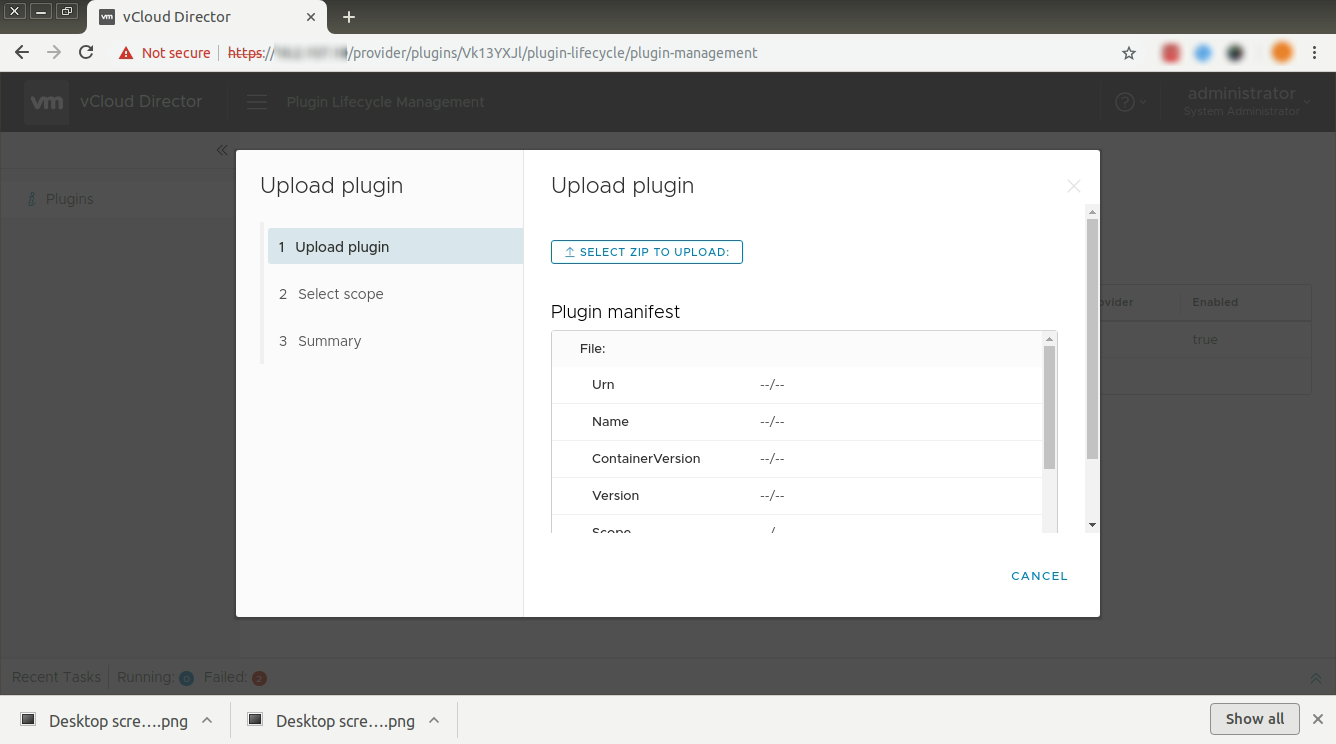 vm vCloud Director
Not secure https:// /provider/plugins/Vk13YXJl/plugin-lifecycle/plugin-management
vm vCloud Director Plugin Lifecycle Management ? administrator
System Administrator
Plugins
Upload plugin
1 Upload plugin
2 Select scope
3 Summary
Upload plugin
SELECT ZIP TO UPLOAD:
Plugin manifest
File:
Urn --/--
Name --/--
ContainerVersion --/--
Version --/--
Scope
CANCEL
ovider Enabled
true
Recent Tasks Running: 0 Failed: 2
Desktop scre....png Desktop scre....png Show all